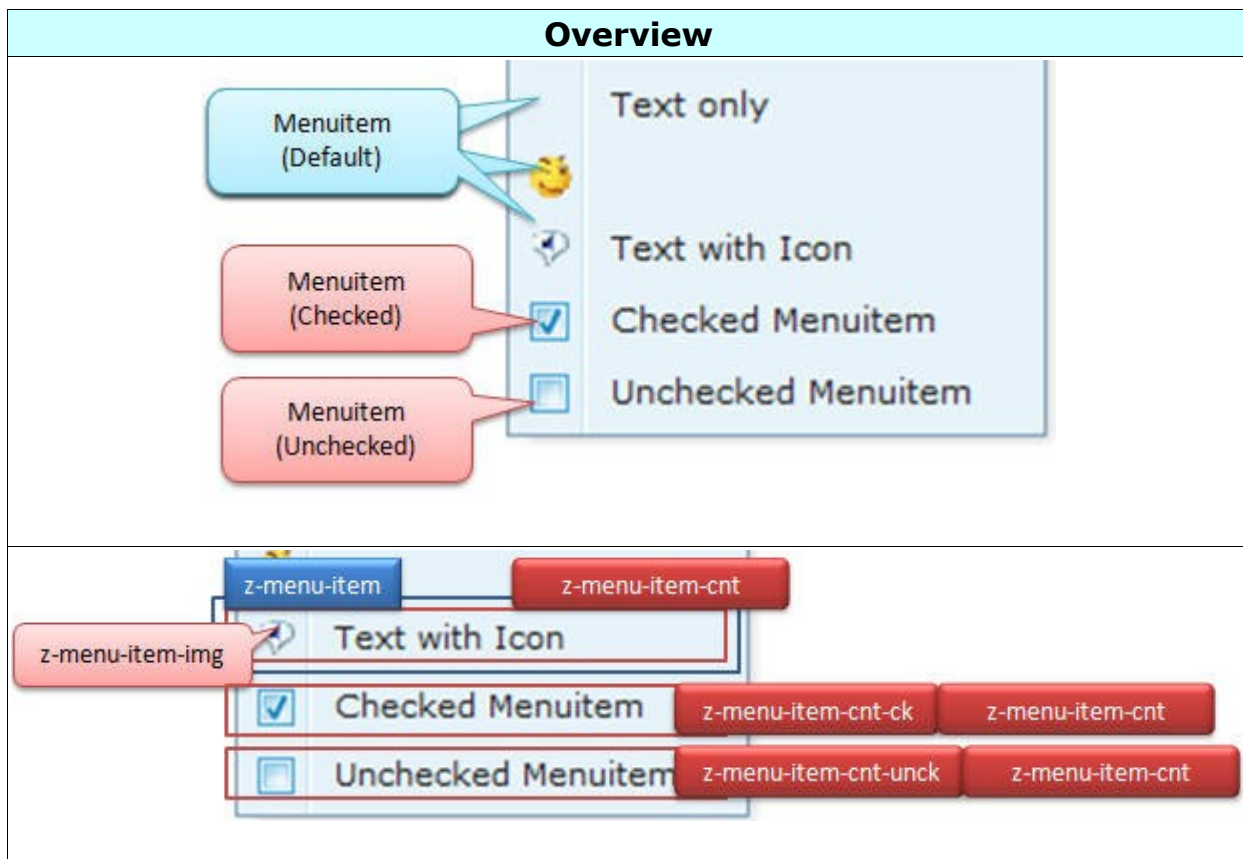 Overview
Menuitem
(Default)
Text only
Text with Icon
Menuitem
(Checked)
Checked Menuitem
Menuitem
(Unchecked)
Unchecked Menuitem
z-menu-item
z-menu-item-cnt
z-menu-item-img
Text with Icon
Checked Menuitem
z-menu-item-cnt-ck
z-menu-item-cnt
Unchecked Menuitem
z-menu-item-cnt-unck
z-menu-item-cnt